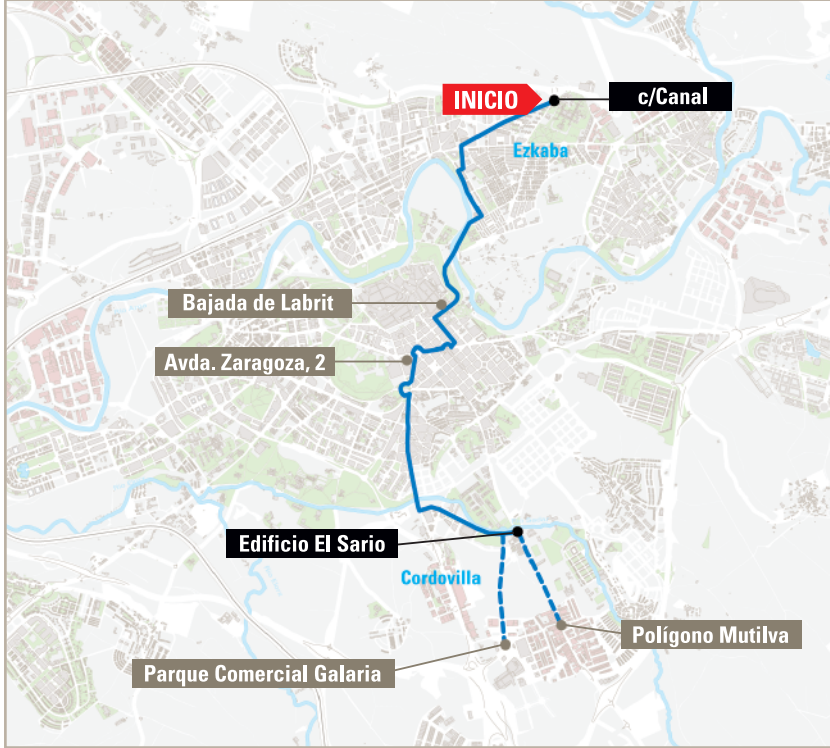 INICIO
c/Canal
Ezkaba
Bajada de Labrit
Avda. Zaragoza, 2
Edificio El Sario
Cordovilla
Polígono Mutilva
Parque Comercial Galaria